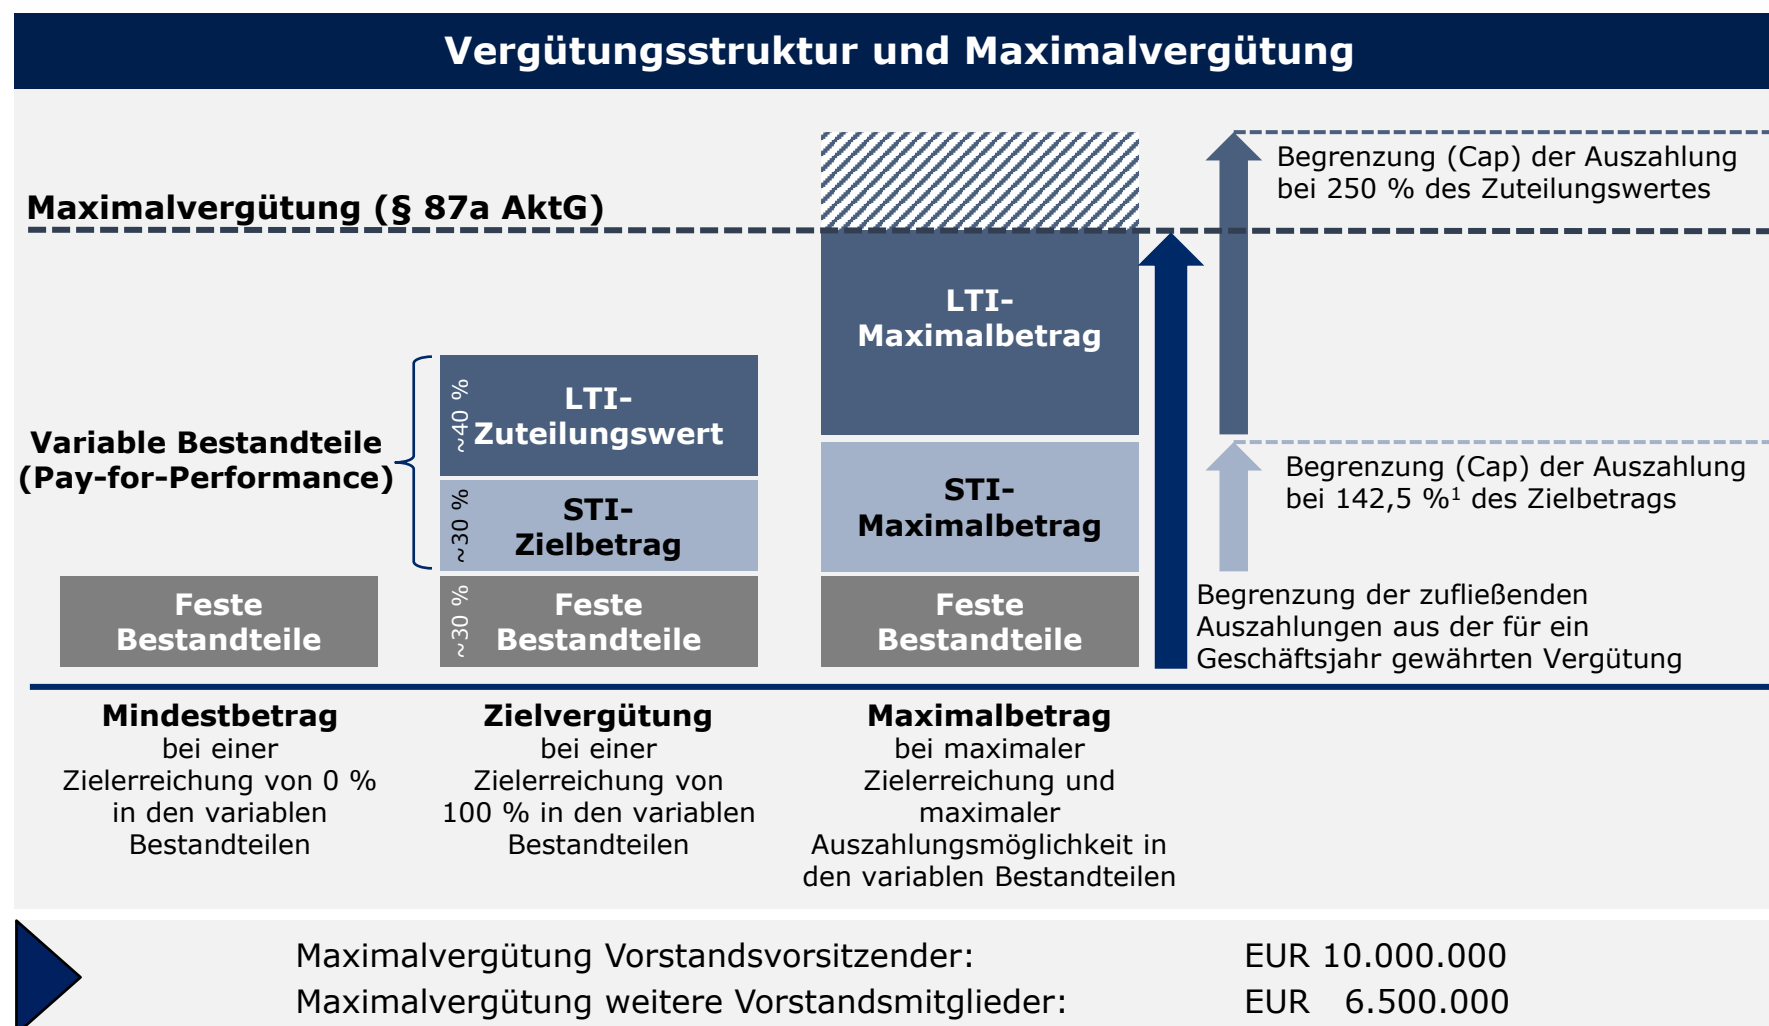 Vergütungsstruktur und Maximalvergütung
Maximalvergütung (§ 87a AktG)
Begrenzung (Cap) der Auszahlung
bei 250 % des Zuteilungswertes
LTI-
Maximalbetrag
Variable Bestandteile
(Pay-for-Performance)
~40 %
LTI-
Zuteilungswert
~30 %
STI-
Zielbetrag
STI-
Maximalbetrag
Begrenzung (Cap) der Auszahlung
bei 142,5 %¹ des Zielbetrags
Feste
Bestandteile
~30 %
Feste
Bestandteile
Feste
Bestandteile
Begrenzung der zufließenden
Auszahlungen aus der für ein
Geschäftsjahr gewährten Vergütung
Mindestbetrag
bei einer
Zielerreichung von 0 %
in den variablen
Bestandteilen
Zielvergütung
bei einer
Zielerreichung von
100 % in den variablen
Bestandteilen
Maximalbetrag
bei maximaler
Zielerreichung und
maximaler
Auszahlungsmöglichkeit in
den variablen Bestandteilen
Maximalvergütung Vorstandsvorsitzender: EUR 10.000.000
Maximalvergütung weitere Vorstandsmitglieder: EUR 6.500.000